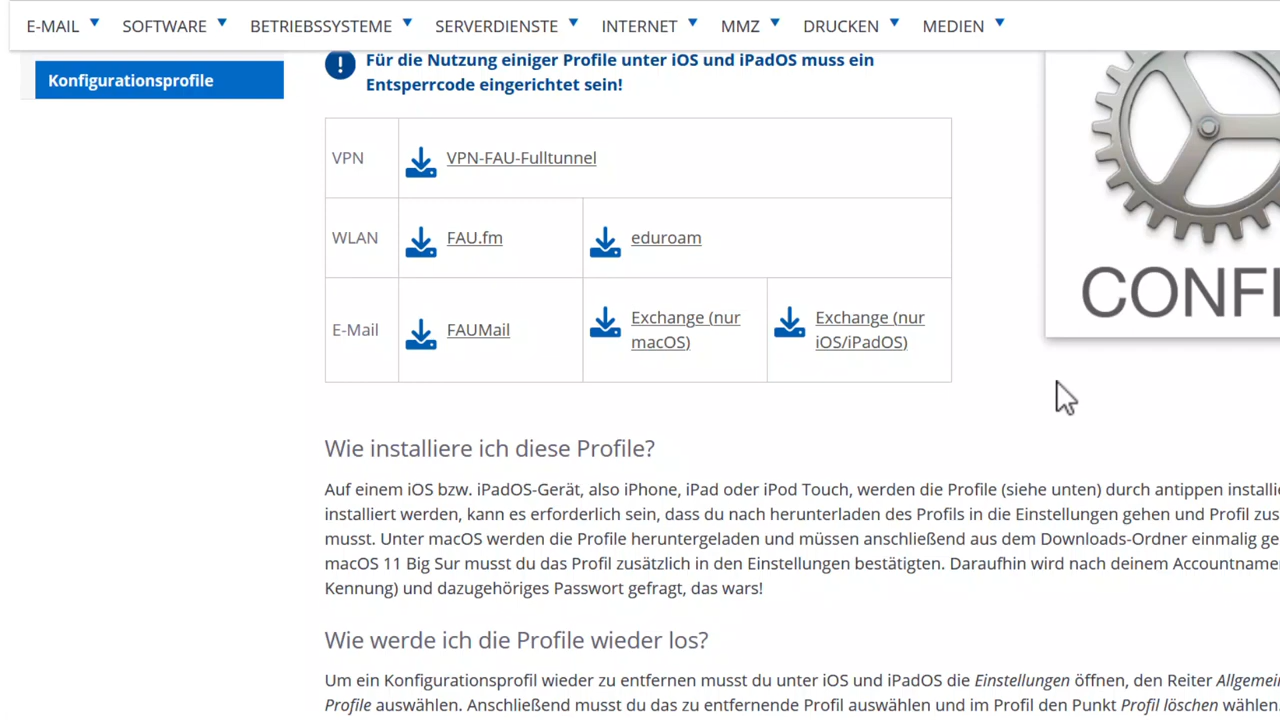 E-MAIL SOFTWARE BETRIEBSSYSTEME SERVERDIENSTE INTERNET MMZ DRUCKEN MEDIEN
Konfigurationsprofile
! Für die Nutzung einiger Profile unter iOS und iPadOS muss ein
Entsperrcode eingerichtet sein!
VPN VPN-FAU-Fulltunnel
WLAN FAU.fm eduroam
E-Mail FAUMail Exchange (nur macOS) Exchange (nur iOS/iPadOS)
CONF
Wie installiere ich diese Profile?
Auf einem iOS bzw. iPadOS-Gerät, also iPhone, iPad oder iPod Touch, werden die Profile (siehe unten) durch antippen installie
installiert werden, kann es erforderlich sein, dass du nach herunterladen des Profils in die Einstellungen gehen und Profil zus
musst. Unter macOS werden die Profile heruntergeladen und müssen anschließend aus dem Downloads-Ordner einmalig ge
macOS 11 Big Sur musst du das Profil zusätzlich in den Einstellungen bestätigten. Daraufhin wird nach deinem Accountname
Kennung) und dazugehöriges Passwort gefragt, das wars!
Wie werde ich die Profile wieder los?
Um ein Konfigurationsprofil wieder zu entfernen musst du unter iOS und iPadOS die Einstellungen öffnen, den Reiter Allgemei
Profile auswählen. Anschließend musst du das zu entfernende Profil auswählen und im Profil den Punkt Profil löschen wählen.